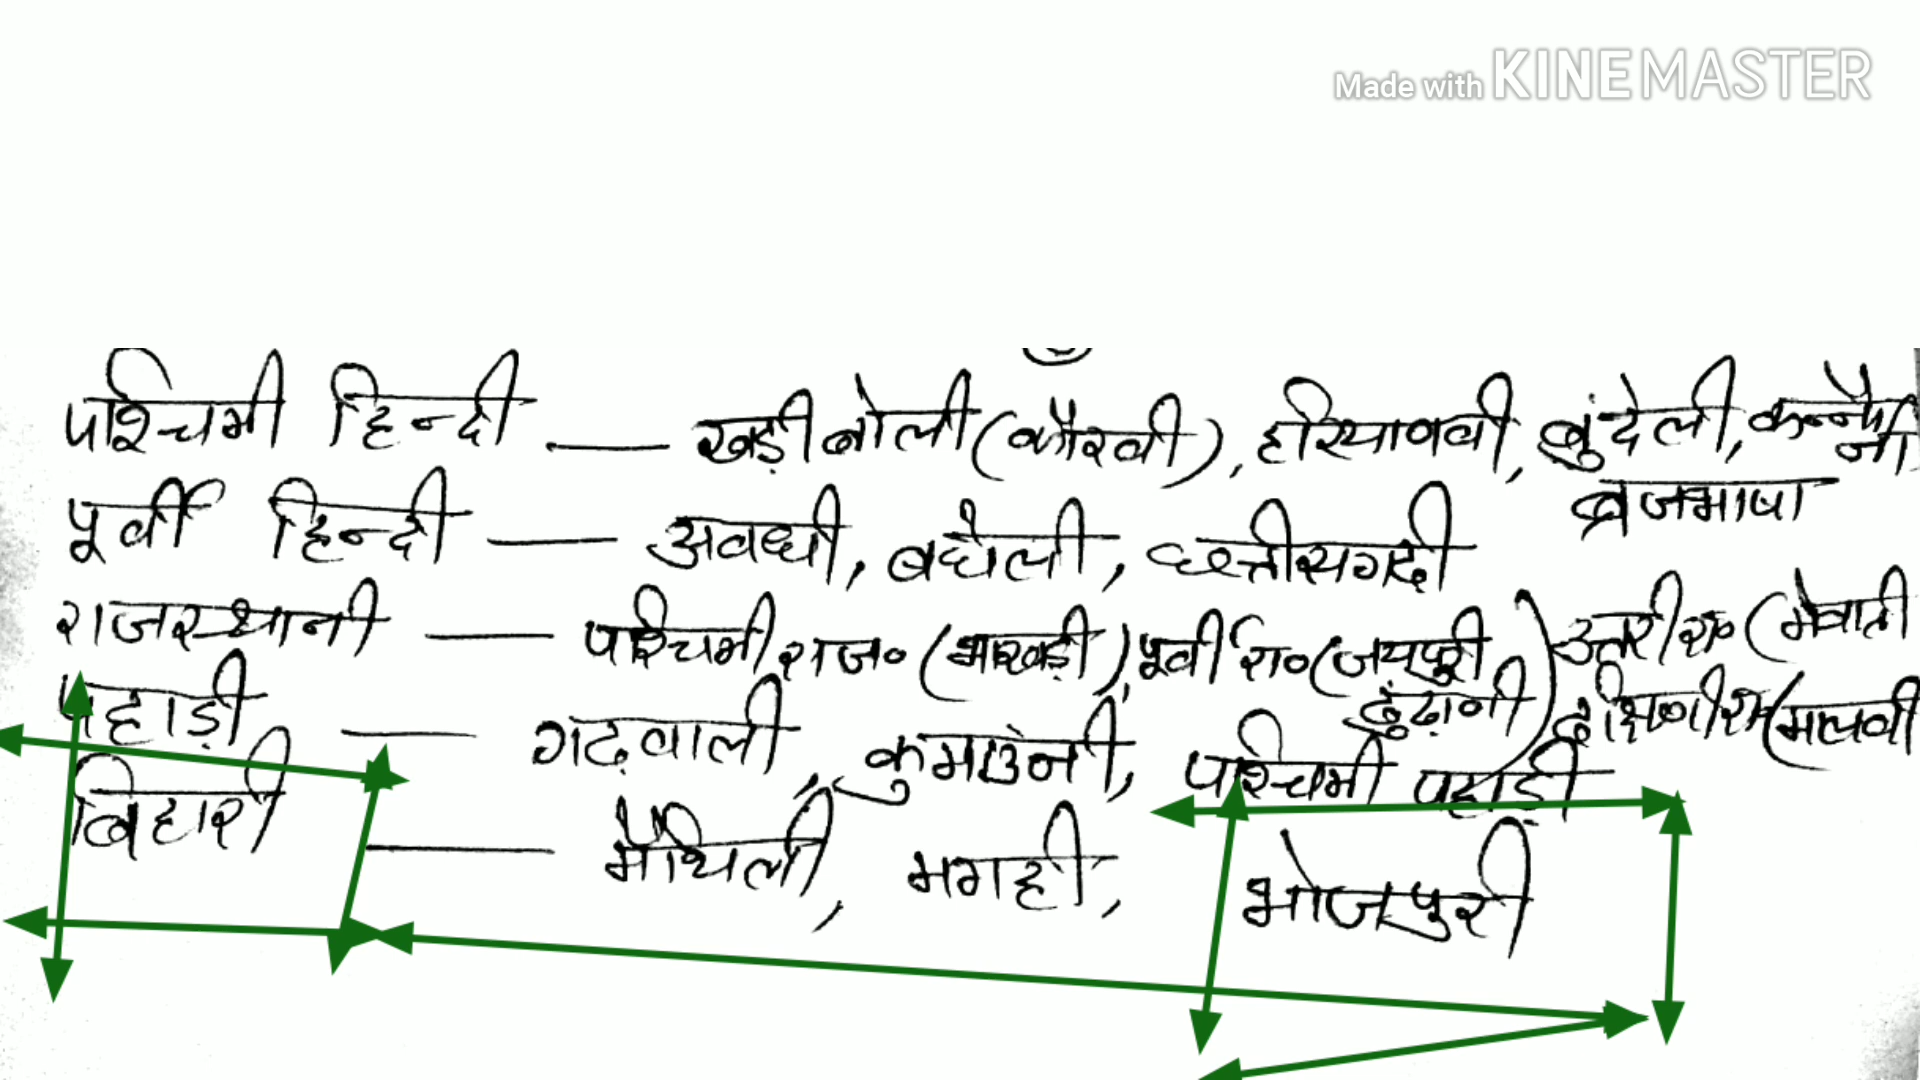 Made with KINEMASTER
पश्चिमी हिन्दी — खड़ी बोली (कौरवी), हरियाणवी, बुंदेली, कन्नौजी
ब्रजभाषा
पूर्वी हिन्दी — अवधी, बघेली, छत्तीसगढ़ी
राजस्थानी — पश्चिमी राज० (मारवाड़ी), पूर्वी रा० (जयपुरी ढुंढ़ानी) उत्तरी रा० (मेवाती
दक्षिणी रा० (मालवी
पहाड़ी — गढ़वाली, कुमाउंनी, पश्चिमी पहाड़ी
बिहारी — मैथिली, मगही, भोजपुरी